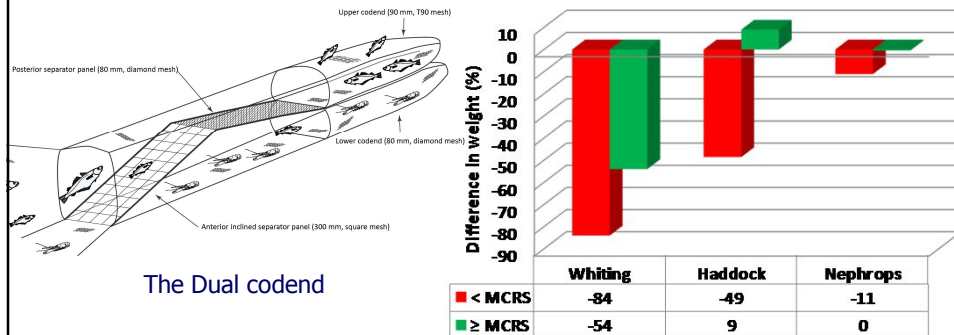 Upper codend (90 mm, T90 mesh)
Posterior separator panel (80 mm, diamond mesh)
Lower codend (80 mm, diamond mesh)
Anterior inclined separator panel (300 mm, square mesh)
The Dual codend
Difference in weight (%)
10
0
-10
-20
-30
-40
-50
-60
-70
-80
-90
Whiting Haddock Nephrops
< MCRS -84 -49 -11
≥ MCRS -54 9 0